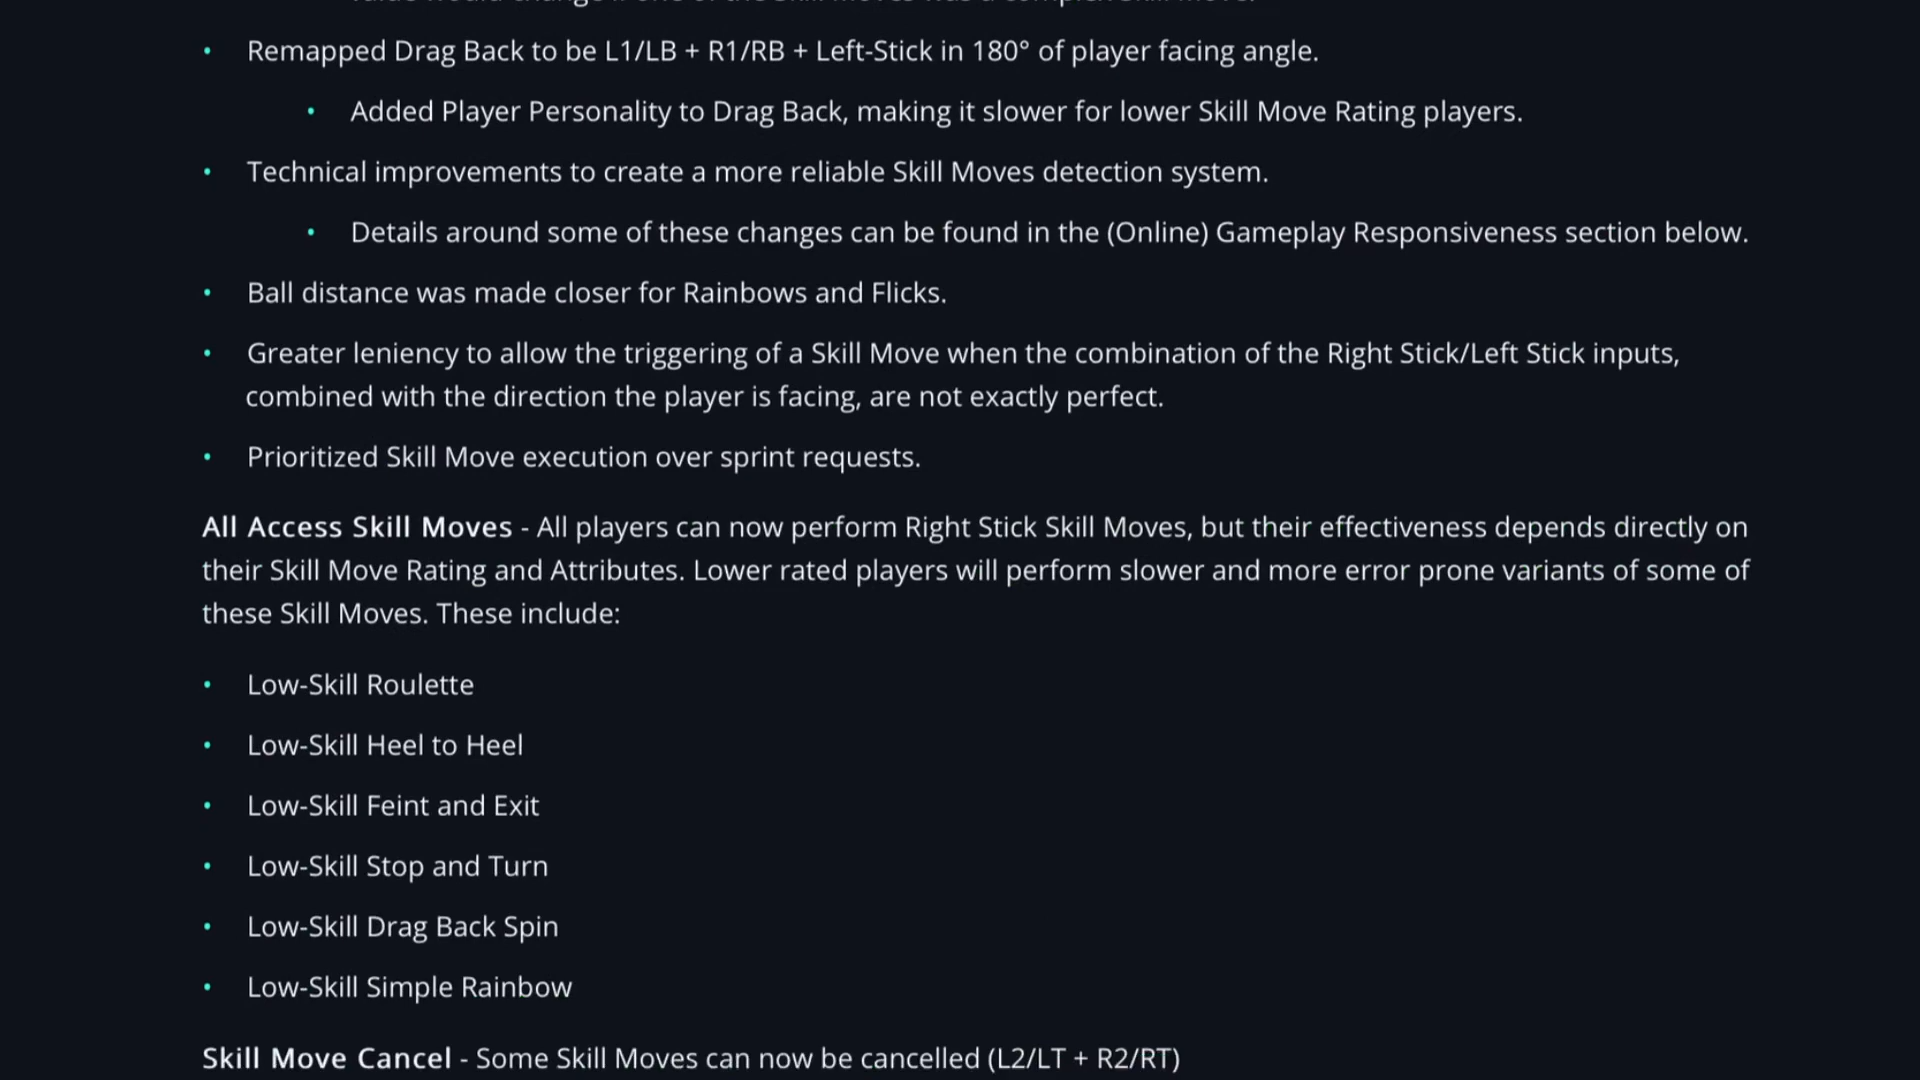 • Remapped Drag Back to be L1/LB + R1/RB + Left-Stick in 180° of player facing angle.
• Added Player Personality to Drag Back, making it slower for lower Skill Move Rating players.
• Technical improvements to create a more reliable Skill Moves detection system.
• Details around some of these changes can be found in the (Online) Gameplay Responsiveness section below.
• Ball distance was made closer for Rainbows and Flicks.
• Greater leniency to allow the triggering of a Skill Move when the combination of the Right Stick/Left Stick inputs,
combined with the direction the player is facing, are not exactly perfect.
• Prioritized Skill Move execution over sprint requests.
All Access Skill Moves - All players can now perform Right Stick Skill Moves, but their effectiveness depends directly on
their Skill Move Rating and Attributes. Lower rated players will perform slower and more error prone variants of some of
these Skill Moves. These include:
• Low-Skill Roulette
• Low-Skill Heel to Heel
• Low-Skill Feint and Exit
• Low-Skill Stop and Turn
• Low-Skill Drag Back Spin
• Low-Skill Simple Rainbow
Skill Move Cancel - Some Skill Moves can now be cancelled (L2/LT + R2/RT)